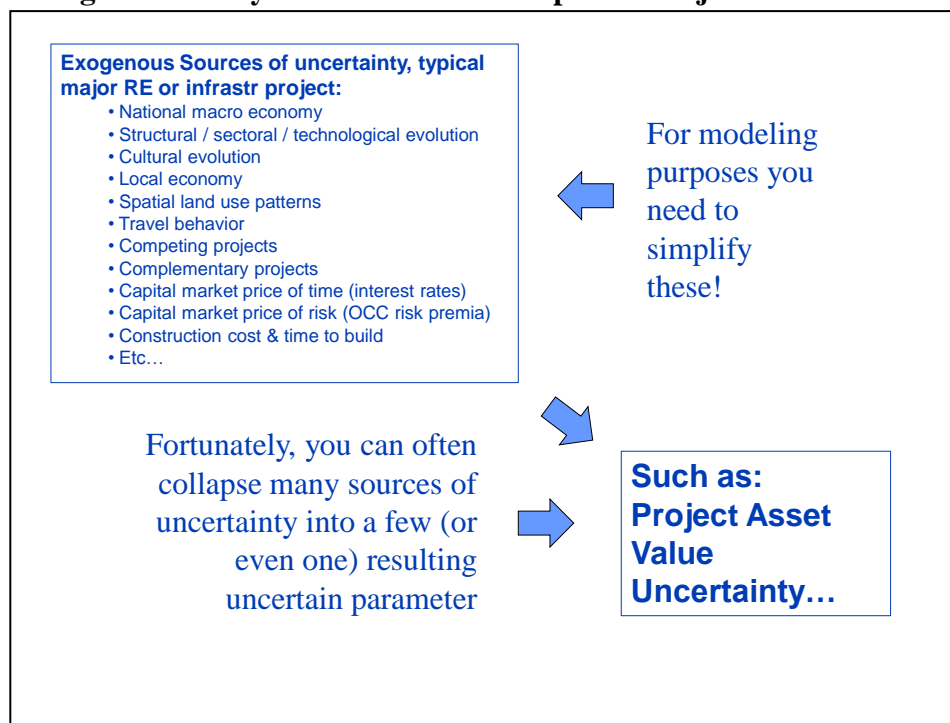 Exogenous Sources of uncertainty, typical
major RE or infrastr project:
• National macro economy
• Structural / sectoral / technological evolution
• Cultural evolution
• Local economy
• Spatial land use patterns
• Travel behavior
• Competing projects
• Complementary projects
• Capital market price of time (interest rates)
• Capital market price of risk (OCC risk premia)
• Construction cost & time to build
• Etc…
For modeling
purposes you
need to
simplify
these!
Fortunately, you can often
collapse many sources of
uncertainty into a few (or
even one) resulting
uncertain parameter
Such as:
Project Asset
Value
Uncertainty…